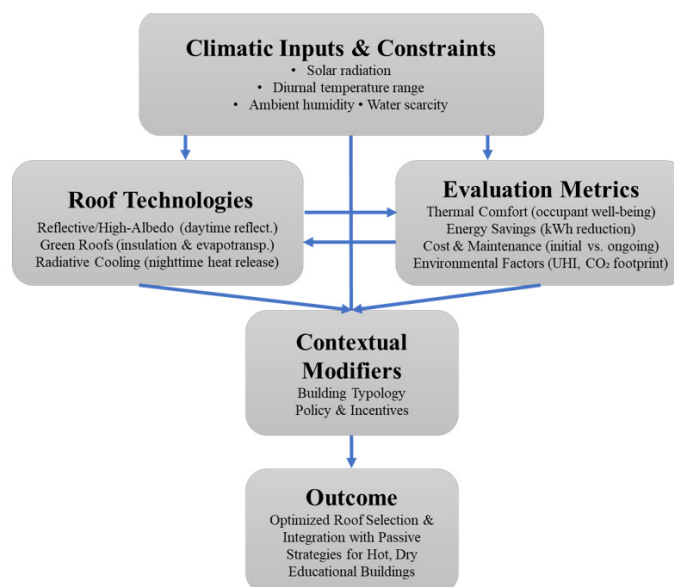 Climatic Inputs & Constraints
• Solar radiation
• Diurnal temperature range
• Ambient humidity • Water scarcity
Roof Technologies
Reflective/High-Albedo (daytime reflect.)
Green Roofs (insulation & evapotransp.)
Radiative Cooling (nighttime heat release)
Evaluation Metrics
Thermal Comfort (occupant well-being)
Energy Savings (kWh reduction)
Cost & Maintenance (initial vs. ongoing)
Environmental Factors (UHI, CO₂ footprint)
Contextual
Modifiers
Building Typology
Policy & Incentives
Outcome
Optimized Roof Selection &
Integration with Passive
Strategies for Hot, Dry
Educational Buildings